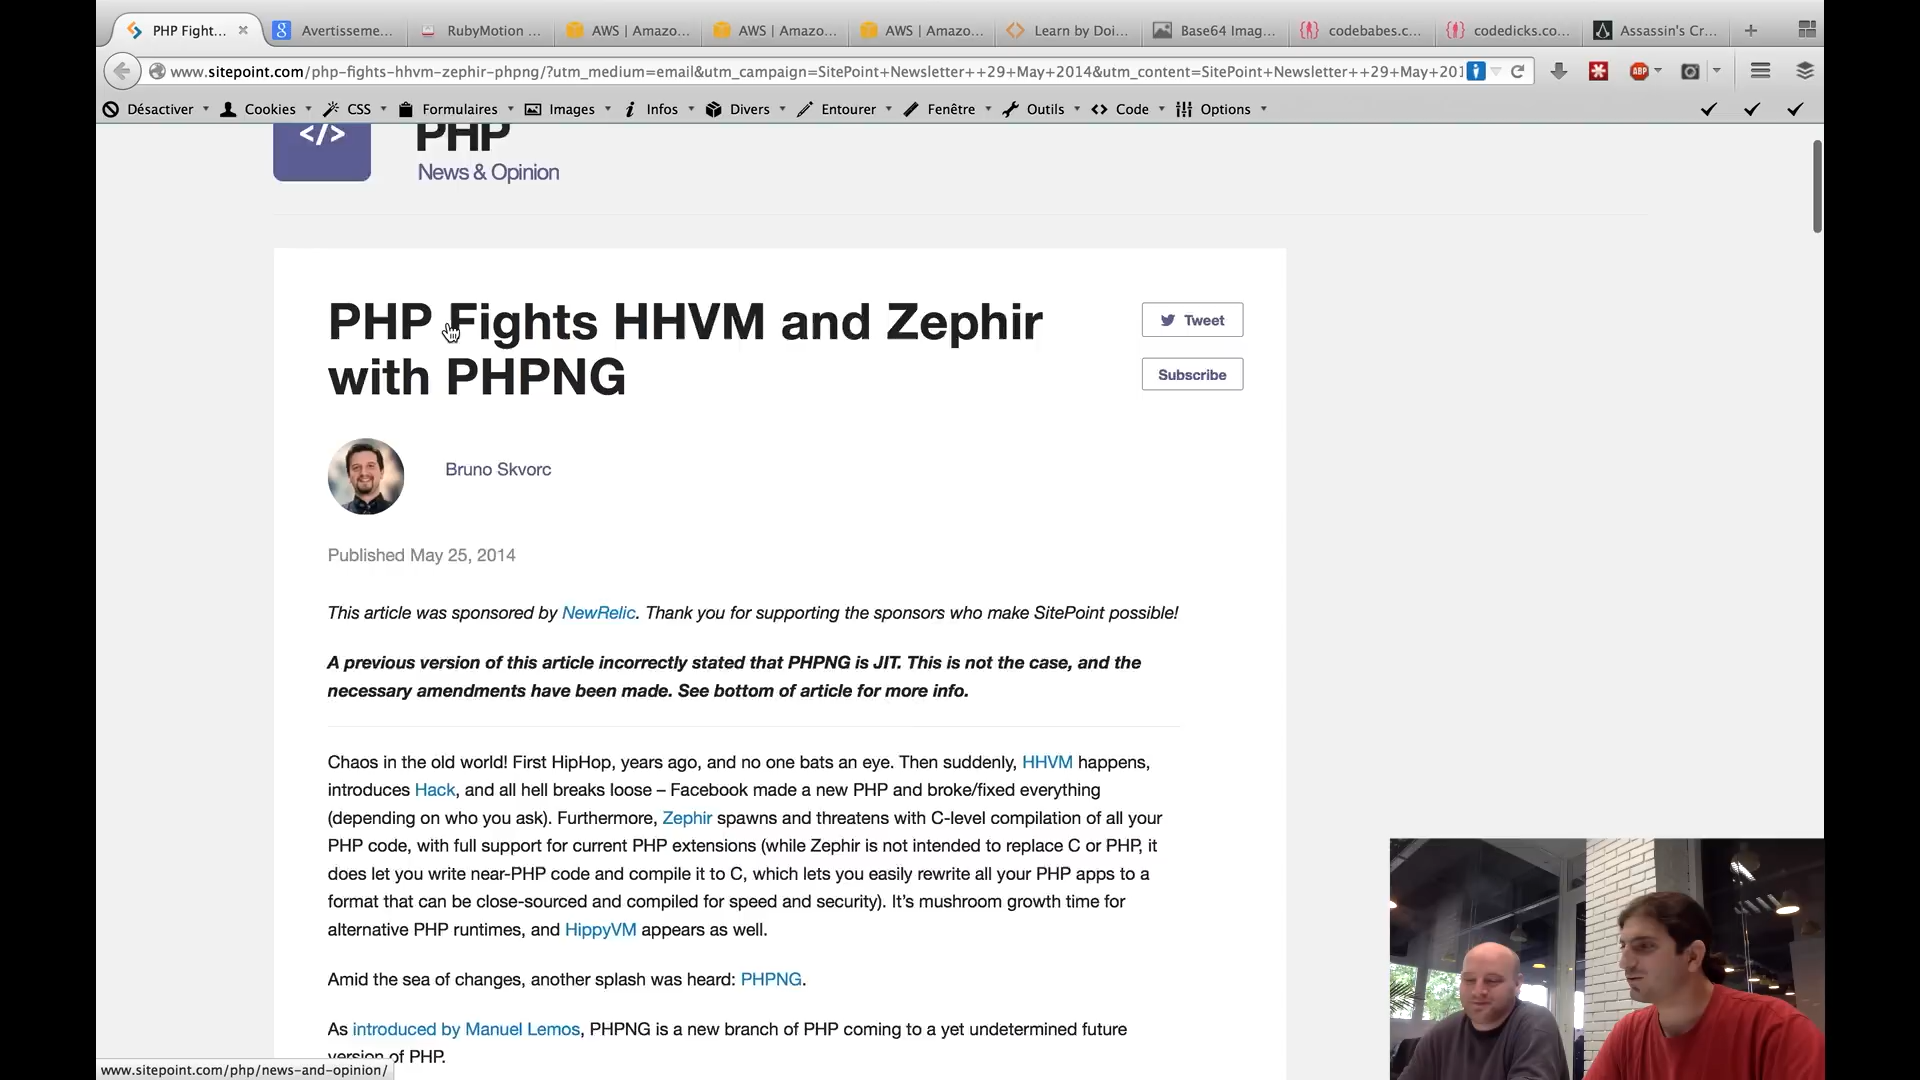 PHP Fight...
Avertisseme...
RubyMotion ...
AWS | Amazo...
AWS | Amazo...
AWS | Amazo...
Learn by Doi...
Base64 Imag...
codebabes.c...
codedicks.co...
Assassin's Cr...
www.sitepoint.com/php-fights-hhvm-zephir-phpng/?utm_medium=email&utm_campaign=SitePoint+Newsletter++29+May+2014&utm_content=SitePoint+Newsletter++29+May+201
ABP
Désactiver
Cookies
CSS
Formulaires
Images
Infos
Divers
Entourer
Fenêtre
Outils
Code
Options
</>
PHP
News & Opinion
PHP Fights HHVM and Zephir
with PHPNG
Tweet
Subscribe
Bruno Skvorc
Published May 25, 2014
This article was sponsored by NewRelic. Thank you for supporting the sponsors who make SitePoint possible!
A previous version of this article incorrectly stated that PHPNG is JIT. This is not the case, and the
necessary amendments have been made. See bottom of article for more info.
Chaos in the old world! First HipHop, years ago, and no one bats an eye. Then suddenly, HHVM happens,
introduces Hack, and all hell breaks loose – Facebook made a new PHP and broke/fixed everything
(depending on who you ask). Furthermore, Zephir spawns and threatens with C-level compilation of all your
PHP code, with full support for current PHP extensions (while Zephir is not intended to replace C or PHP, it
does let you write near-PHP code and compile it to C, which lets you easily rewrite all your PHP apps to a
format that can be close-sourced and compiled for speed and security). It's mushroom growth time for
alternative PHP runtimes, and HippyVM appears as well.
Amid the sea of changes, another splash was heard: PHPNG.
As introduced by Manuel Lemos, PHPNG is a new branch of PHP coming to a yet undetermined future
version of PHP.
www.sitepoint.com/php/news-and-opinion/